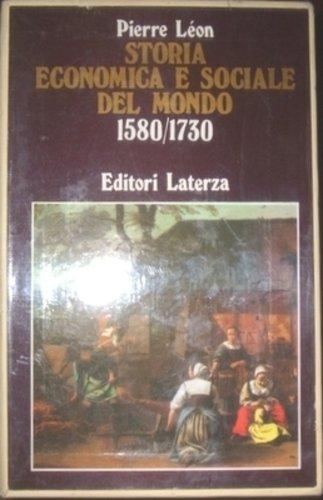 Pierre Léon
STORIA
ECONOMICA E SOCIALE
DEL MONDO
1580/1730
Editori Laterza